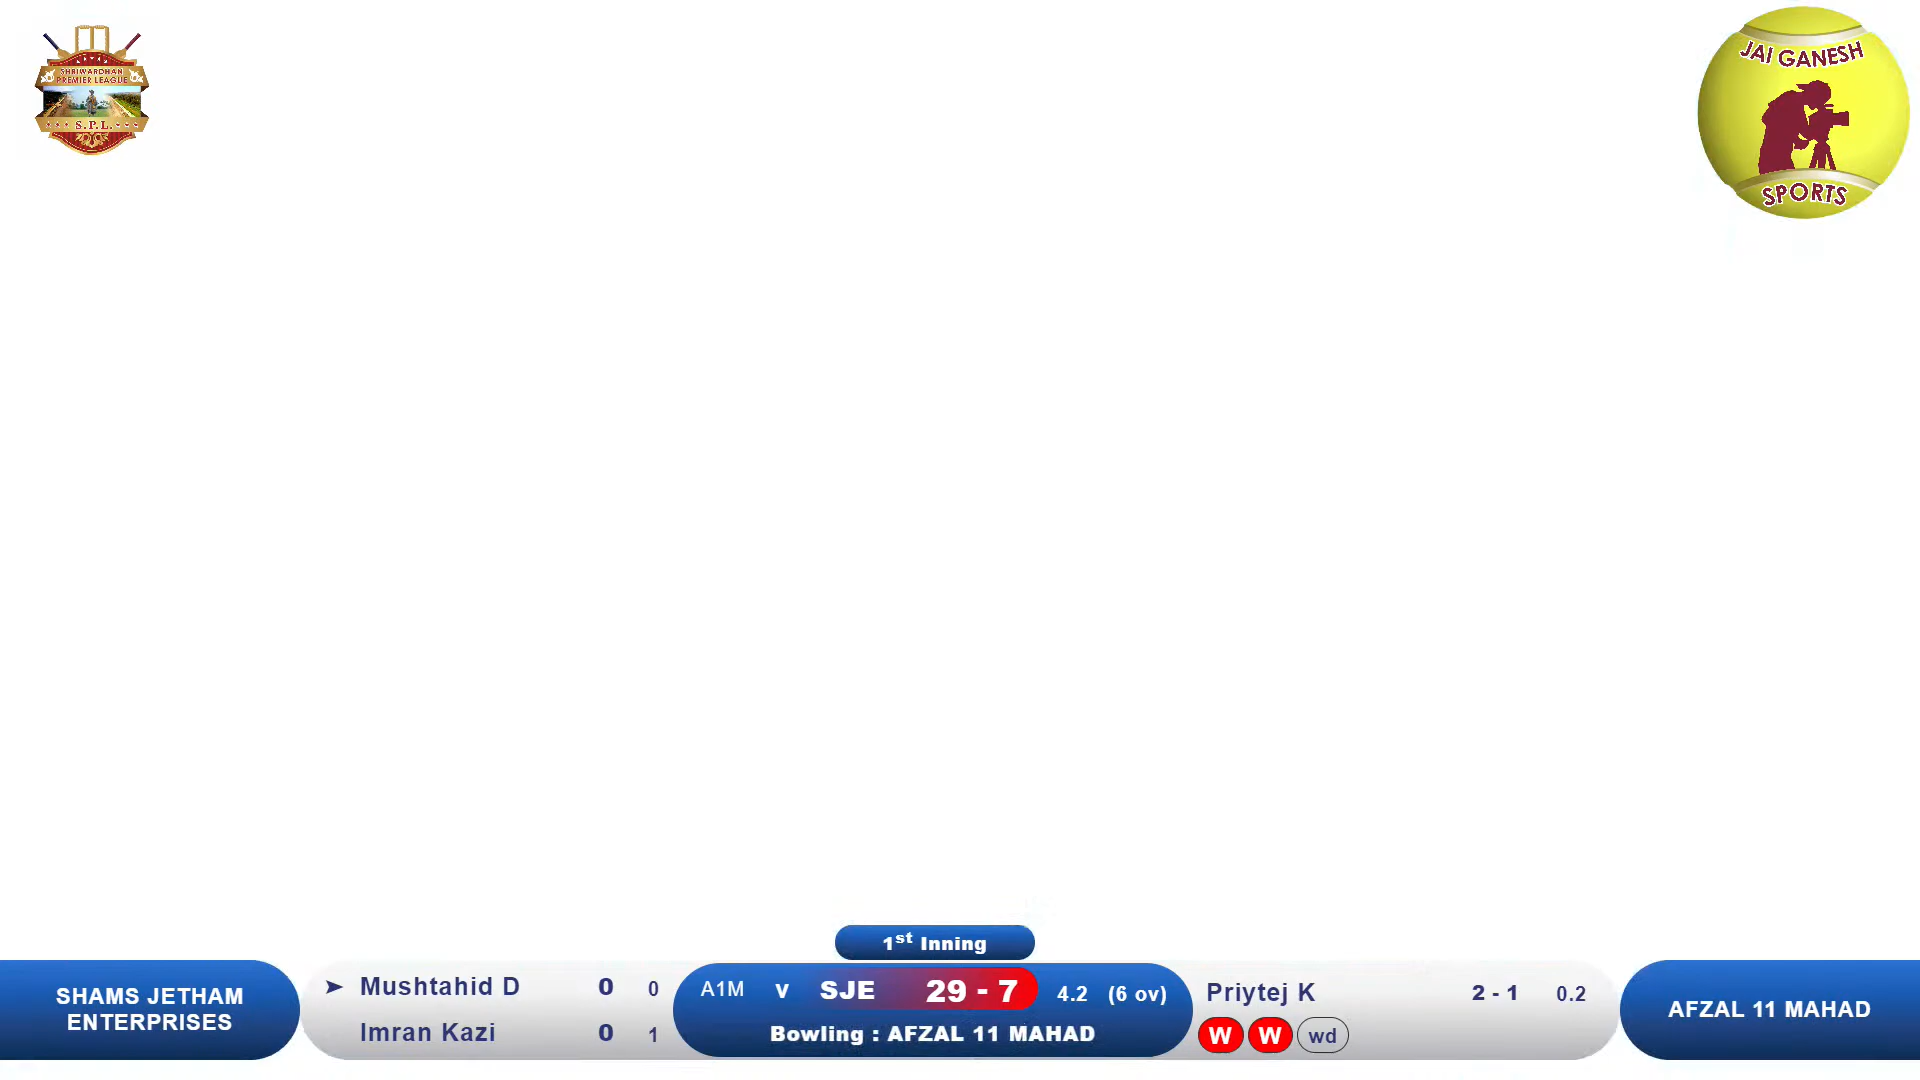 SHRIWARDHAN
PREMIER LEAGUE
S.P.L.
JAI GANESH
SPORTS
1st Inning
SHAMS JETHAM
ENTERPRISES
➤ Mushtahid D 0 0
Imran Kazi 0 1
A1M v SJE 29 - 7 4.2 (6 ov)
Bowling : AFZAL 11 MAHAD
Priytej K 2 - 1 0.2
W W wd
AFZAL 11 MAHAD